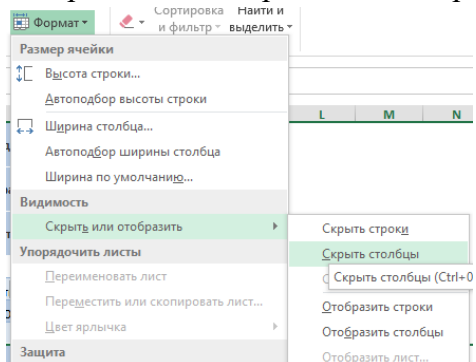 Формат
Сортировка
и фильтр
Найти и
выделить
Размер ячейки
Высота строки...
Автоподбор высоты строки
Ширина столбца...
Автоподбор ширины столбца
Ширина по умолчанию...
Видимость
Скрыть или отобразить
Упорядочить листы
Переименовать лист
Переместить или скопировать лист...
Цвет ярлычка
Защита
L M N
Скрыть строки
Скрыть столбцы
Скрыть столбцы (Ctrl+0
Отобразить строки
Отобразить столбцы
Отобразить лист...